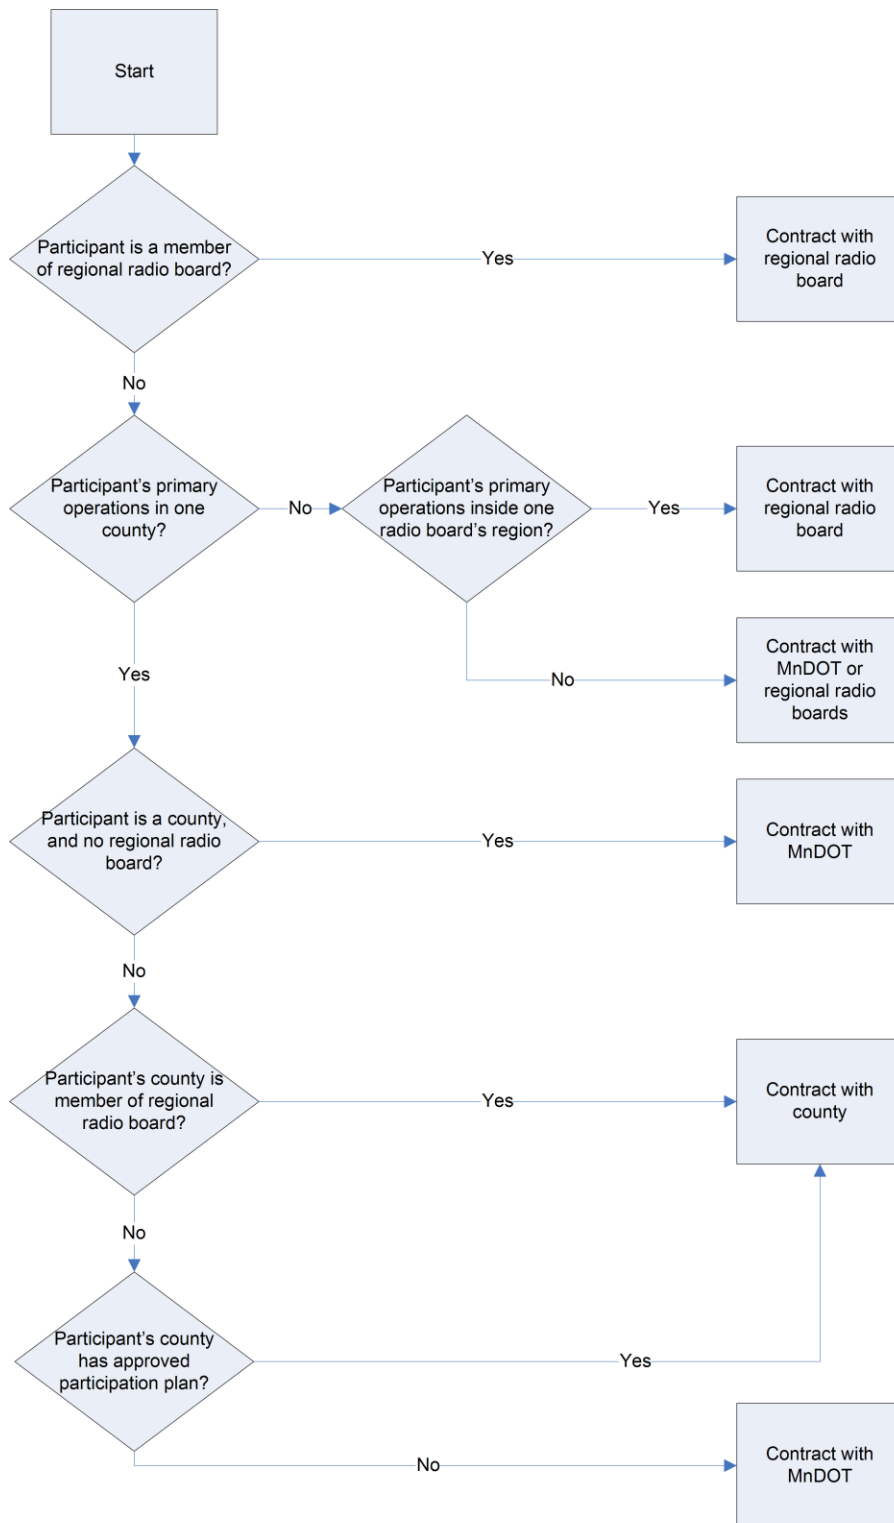 Start
Participant is a member
of regional radio board?
Yes
Contract with
regional radio
board
No
Participant's primary
operations in one
county?
No
Participant's primary
operations inside one
radio board's region?
Yes
Contract with
regional radio
board
No
Contract with
MnDOT or
regional radio
boards
Yes
Participant is a county,
and no regional radio
board?
Yes
Contract with
MnDOT
No
Participant's county is
member of regional
radio board?
Yes
Contract with
county
No
Participant's county
has approved
participation plan?
Yes
No
Contract with
MnDOT